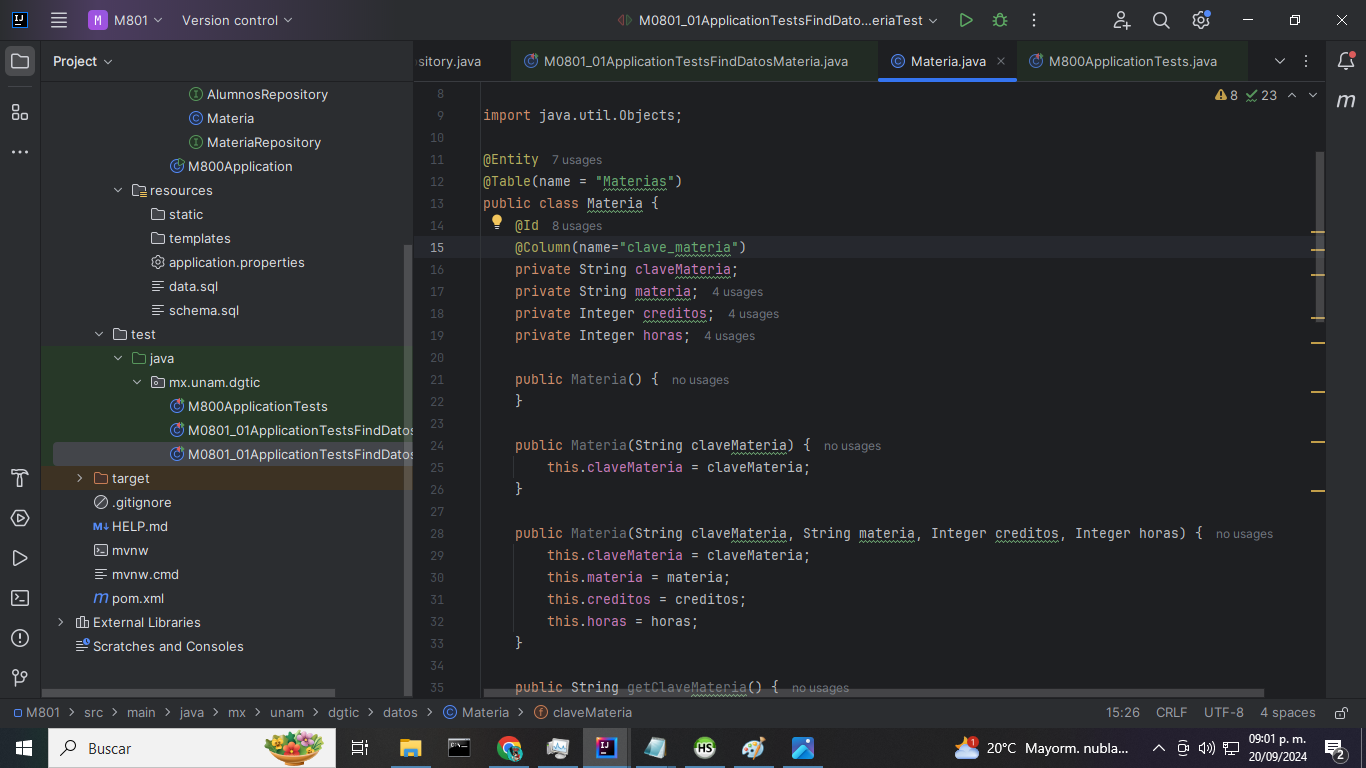 M M801 Version control M0801_01ApplicationTestsFindDato...eriaTest
Project
sitory.java M0801_01ApplicationTestsFindDatosMateria.java Materia.java M800ApplicationTests.java
AlumnosRepository
Materia
MateriaRepository
M800Application
resources
static
templates
application.properties
data.sql
schema.sql
test
java
mx.unam.dgtic
M800ApplicationTests
M0801_01ApplicationTestsFindDatos
M0801_01ApplicationTestsFindDatos
target
.gitignore
HELP.md
mvnw
mvnw.cmd
pom.xml
External Libraries
Scratches and Consoles
8 23
8
9 import java.util.Objects;
10
11 @Entity 7 usages
12 @Table(name = "Materias")
13 public class Materia {
14 @Id 8 usages
15 @Column(name="clave_materia")
16 private String claveMateria;
17 private String materia; 4 usages
18 private Integer creditos; 4 usages
19 private Integer horas; 4 usages
20
21 public Materia() { no usages
22 }
23
24 public Materia(String claveMateria) { no usages
25 this.claveMateria = claveMateria;
26 }
27
28 public Materia(String claveMateria, String materia, Integer creditos, Integer horas) { no usages
29 this.claveMateria = claveMateria;
30 this.materia = materia;
31 this.creditos = creditos;
32 this.horas = horas;
33 }
34
35 public String getClaveMateria() { no usages
M801 > src > main > java > mx > unam > dgtic > datos > Materia > claveMateria 15:26 CRLF UTF-8 4 spaces
Buscar
1 20°C Mayorm. nubla...
09:01 p. m.
20/09/2024
2